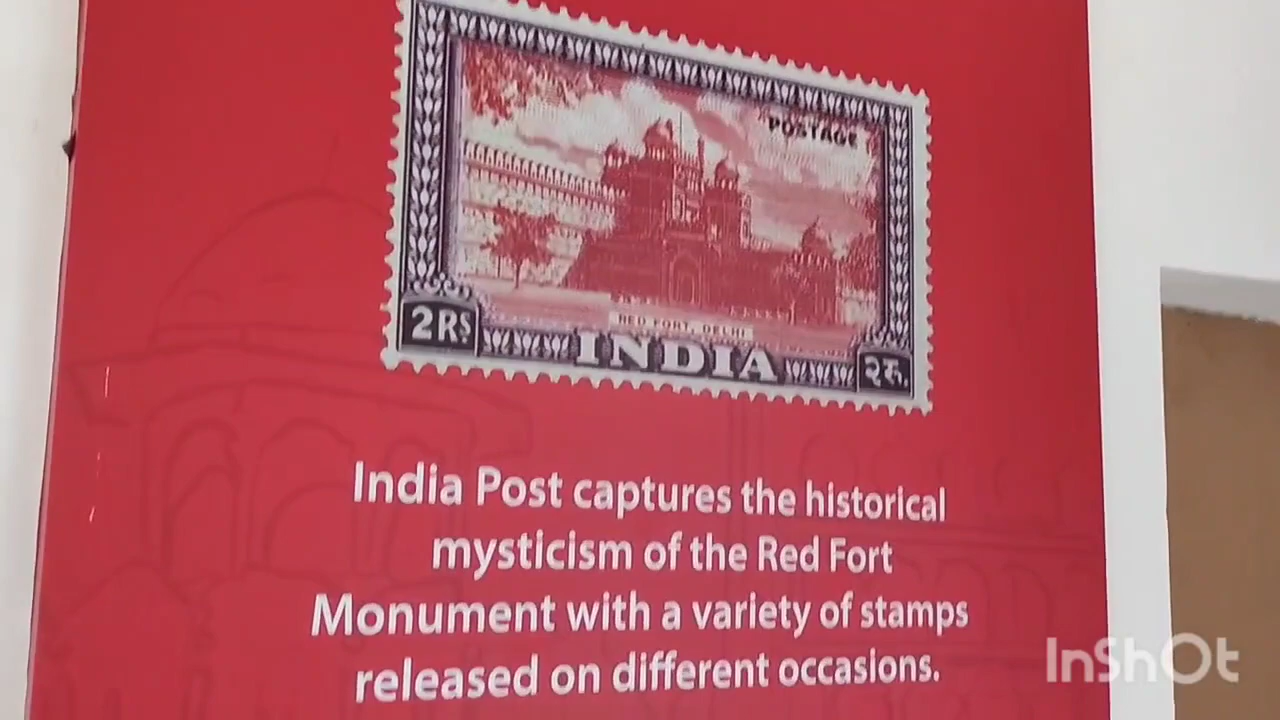 POSTAGE
RED FORT, DELHI
2RS
INDIA
२रु.
India Post captures the historical
mysticism of the Red Fort
Monument with a variety of stamps
released on different occasions.
InShOt